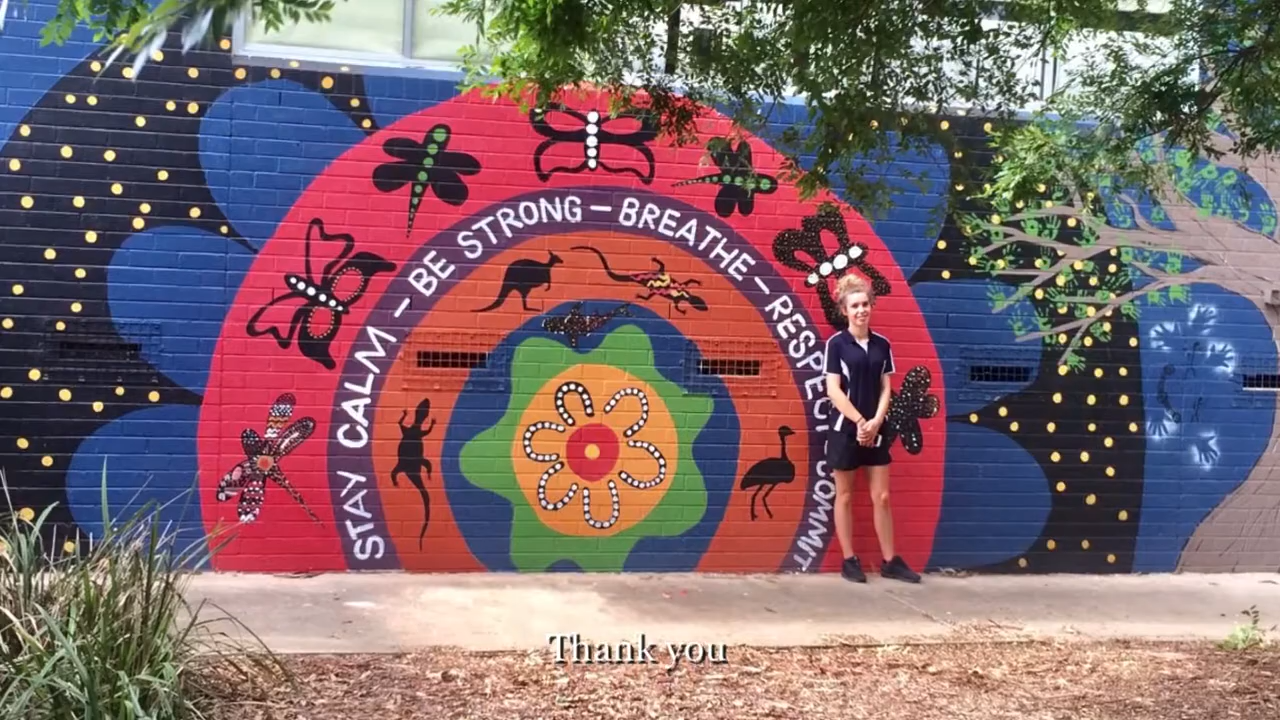 STAY CALM – BE STRONG – BREATHE – RESPECT COMMIT
Thank you